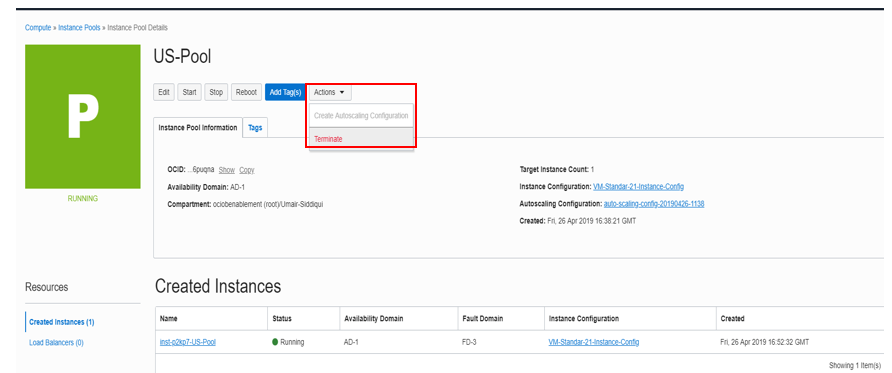 Compute » Instance Pools » Instance Pool Details
P
RUNNING
US-Pool
Edit Start Stop Reboot Add Tag(s) Actions
Create Autoscaling Configuration
Terminate
Instance Pool Information Tags
OCID: ...6puqna Show Copy
Availability Domain: AD-1
Compartment: ociobenablement (root)/Umair-Siddiqui
Target Instance Count: 1
Instance Configuration: VM-Standar-21-Instance-Config
Autoscaling Configuration: auto-scaling-config-20190426-1138
Created: Fri, 26 Apr 2019 16:38:21 GMT
Resources
Created Instances (1)
Load Balancers (0)
Created Instances
Name Status Availability Domain Fault Domain Instance Configuration Created
inst-p2kp7-US-Pool Running AD-1 FD-3 VM-Standar-21-Instance-Config Fri, 26 Apr 2019 16:52:32 GMT
Showing 1 Item(s)